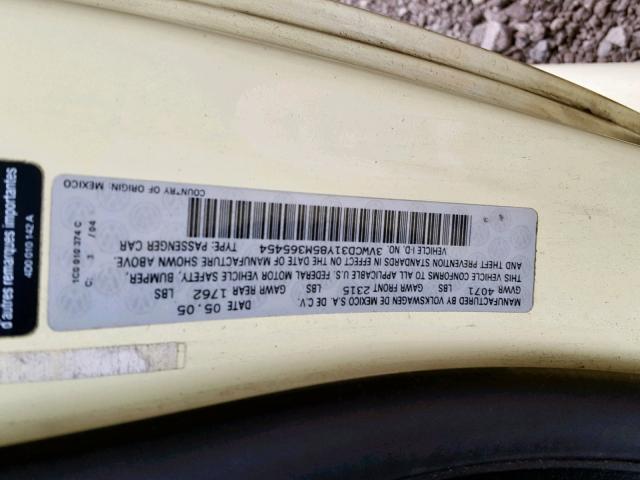 MANUFACTURED BY VOLKSWAGEN DE MEXICO S.A. DE C.V.
DATE 05.05
GVWR 4071 LBS GAWR FRONT 2315 LBS GAWR REAR 1762 LBS
THIS VEHICLE CONFORMS TO ALL APPLICABLE U.S. FEDERAL MOTOR VEHICLE SAFETY, BUMPER,
AND THEFT PREVENTION STANDARDS IN EFFECT ON THE DATE OF MANUFACTURE SHOWN ABOVE.
VEHICLE I-D. NO. 3VWCD31Y85M365454 TYPE: PASSENGER CAR
COUNTRY OF ORIGIN: MEXICO
1C0 010 374 C
C. 3 / 04
d'autres remarques importantes
4D0 010 142 A